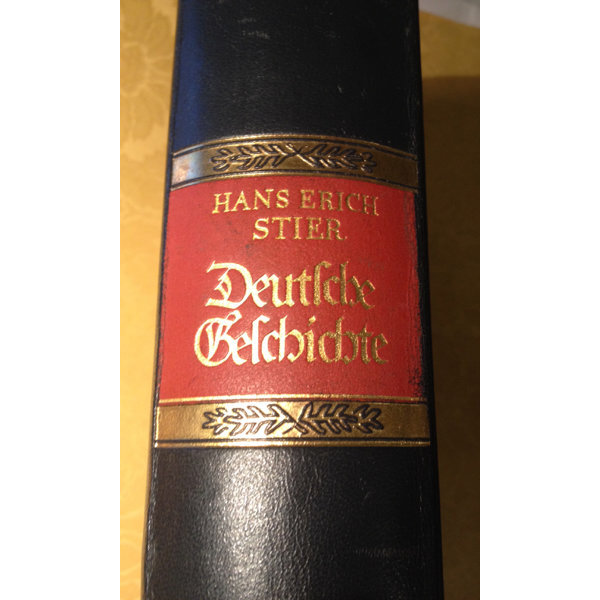 HANS ERICH
STIER
Deutſche
Geſchichte